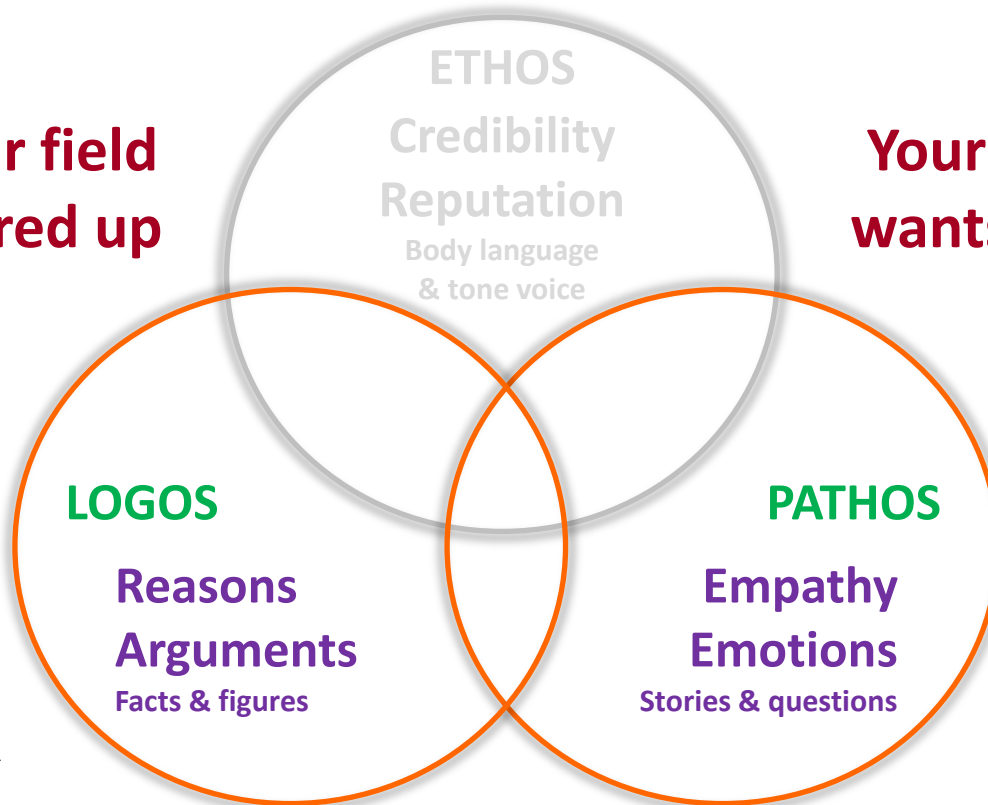 ETHOS
Credibility
Reputation
Body language
& tone voice
r field
red up
Your
wants
LOGOS
Reasons
Arguments
Facts & figures
PATHOS
Empathy
Emotions
Stories & questions